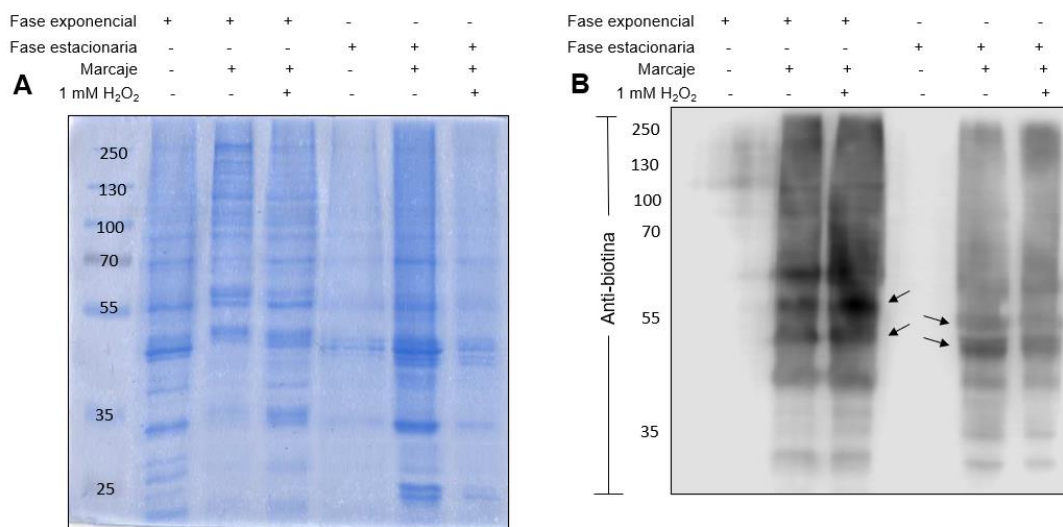 Fase exponencial + + + - - -
Fase estacionaria - - - + + +
Marcaje - + + - + +
1 mM H₂O₂ - - + - - +
A
250
130
100
70
55
35
25
Fase exponencial + + + - - -
Fase estacionaria - - - + + +
Marcaje - + + - + +
1 mM H₂O₂ - - + - - +
B
Anti-biotina
250
130
100
70
55
35